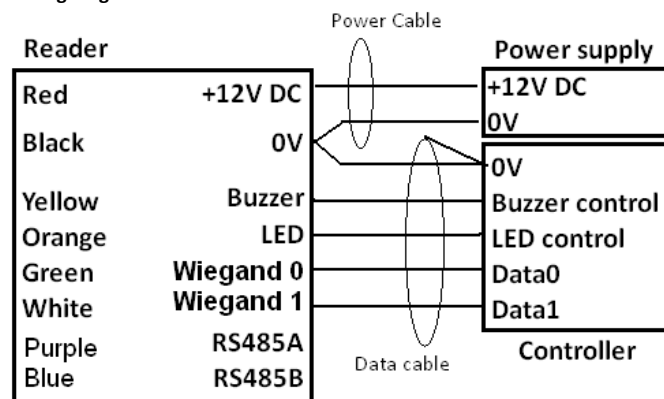 Power Cable
Reader
Power supply
Red +12V DC
+12V DC
0V
Black 0V
0V
Yellow Buzzer
Buzzer control
Orange LED
LED control
Green Wiegand 0
Data0
White Wiegand 1
Data1
Purple RS485A
Blue RS485B
Data cable
Controller